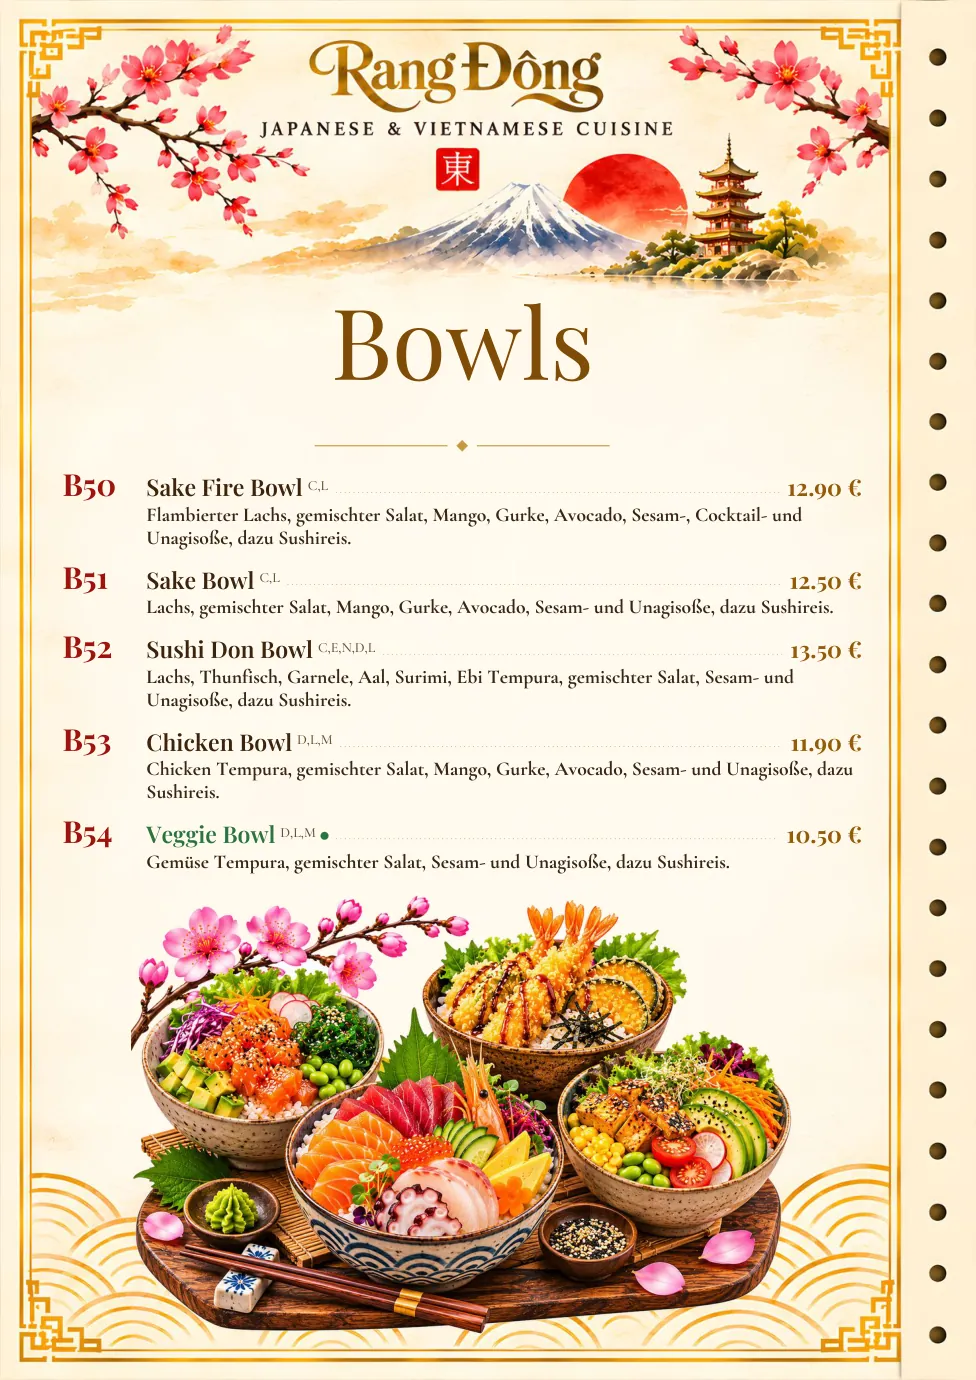 Rang Đông
JAPANESE & VIETNAMESE CUISINE
東
Bowls
B50 Sake Fire Bowl C,L 12.90 €
Flambierter Lachs, gemischter Salat, Mango, Gurke, Avocado, Sesam-, Cocktail- und
Unagisoße, dazu Sushireis.
B51 Sake Bowl C,L 12.50 €
Lachs, gemischter Salat, Mango, Gurke, Avocado, Sesam- und Unagisoße, dazu Sushireis.
B52 Sushi Don Bowl C,E,N,D,L 13.50 €
Lachs, Thunfisch, Garnele, Aal, Surimi, Ebi Tempura, gemischter Salat, Sesam- und
Unagisoße, dazu Sushireis.
B53 Chicken Bowl D,L,M 11.90 €
Chicken Tempura, gemischter Salat, Mango, Gurke, Avocado, Sesam- und Unagisoße, dazu
Sushireis.
B54 Veggie Bowl D,L,M ● 10.50 €
Gemüse Tempura, gemischter Salat, Sesam- und Unagisoße, dazu Sushireis.